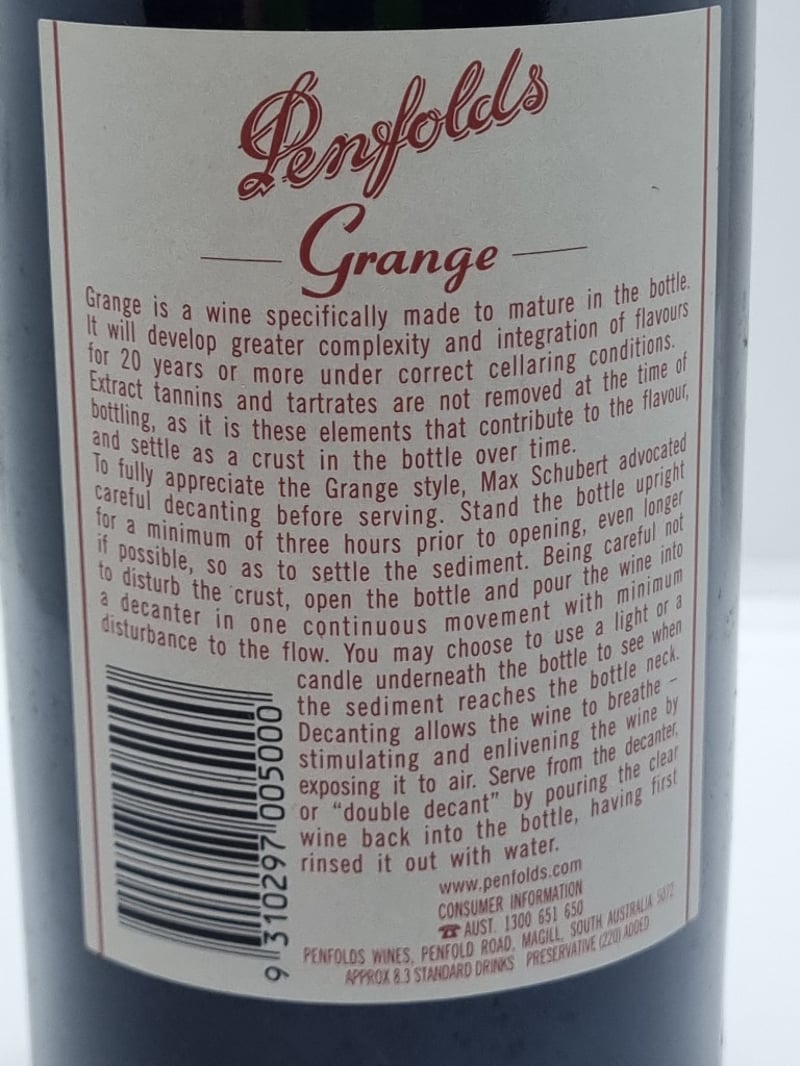 Penfolds
Grange
Grange is a wine specifically made to mature in the bottle.
It will develop greater complexity and integration of flavours
for 20 years or more under correct cellaring conditions.
Extract tannins and tartrates are not removed at the time of
bottling, as it is these elements that contribute to the flavour,
and settle as a crust in the bottle over time.
To fully appreciate the Grange style, Max Schubert advocated
careful decanting before serving. Stand the bottle upright
for a minimum of three hours prior to opening, even longer
if possible, so as to settle the sediment. Being careful not
to disturb the crust, open the bottle and pour the wine into
a decanter in one continuous movement with minimum
disturbance to the flow. You may choose to use a light or a
candle underneath the bottle to see when
the sediment reaches the bottle neck.
Decanting allows the wine to breathe –
stimulating and enlivening the wine by
exposing it to air. Serve from the decanter,
or “double decant” by pouring the clear
wine back into the bottle, having first
rinsed it out with water.
9 310297 005000
www.penfolds.com
CONSUMER INFORMATION
☎ AUST. 1300 651 650
PENFOLDS WINES, PENFOLD ROAD, MAGILL, SOUTH AUSTRALIA 5072
APPROX 8.3 STANDARD DRINKS PRESERVATIVE (220) ADDED